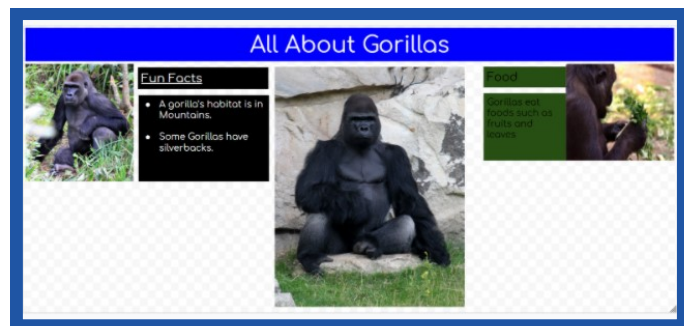 All About Gorillas
Fun Facts
● A gorilla's habitat is in
Mountains.
● Some Gorillas have
silverbacks.
Food
Gorillas eat
foods such as
fruits and
leaves